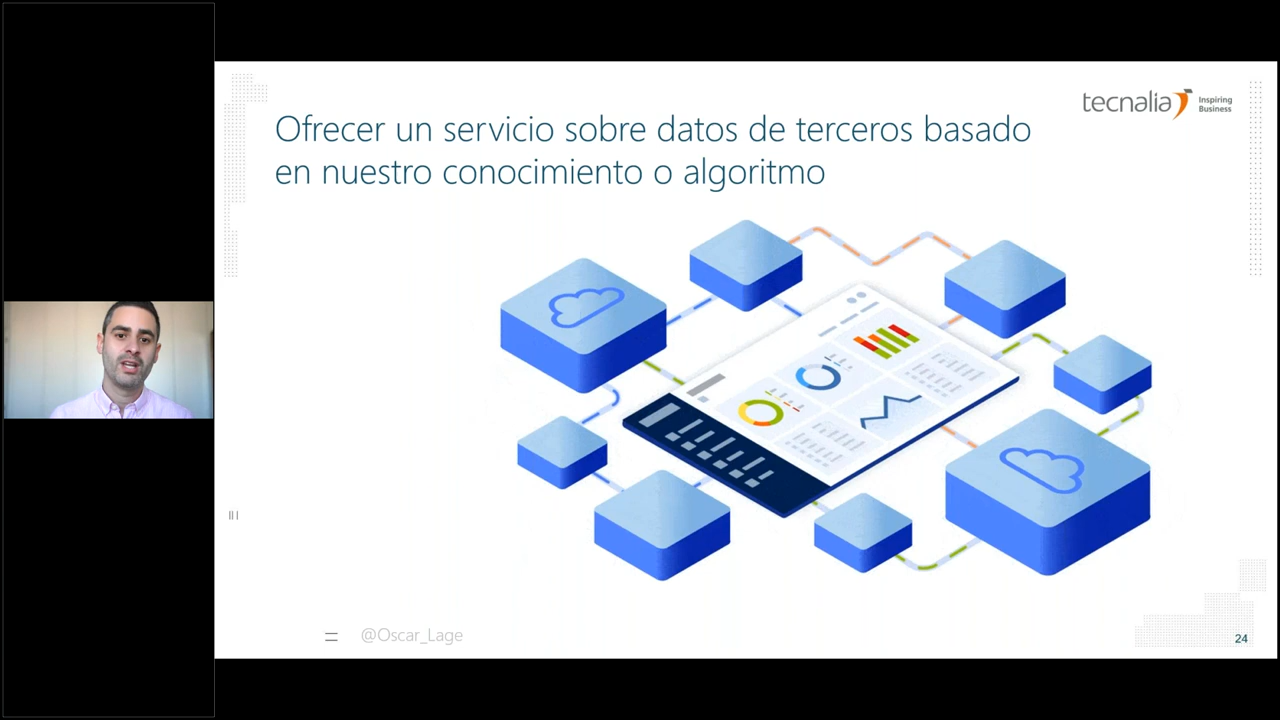 tecnalia Inspiring
Business
Ofrecer un servicio sobre datos de terceros basado
en nuestro conocimiento o algoritmo
@Oscar_Lage
24